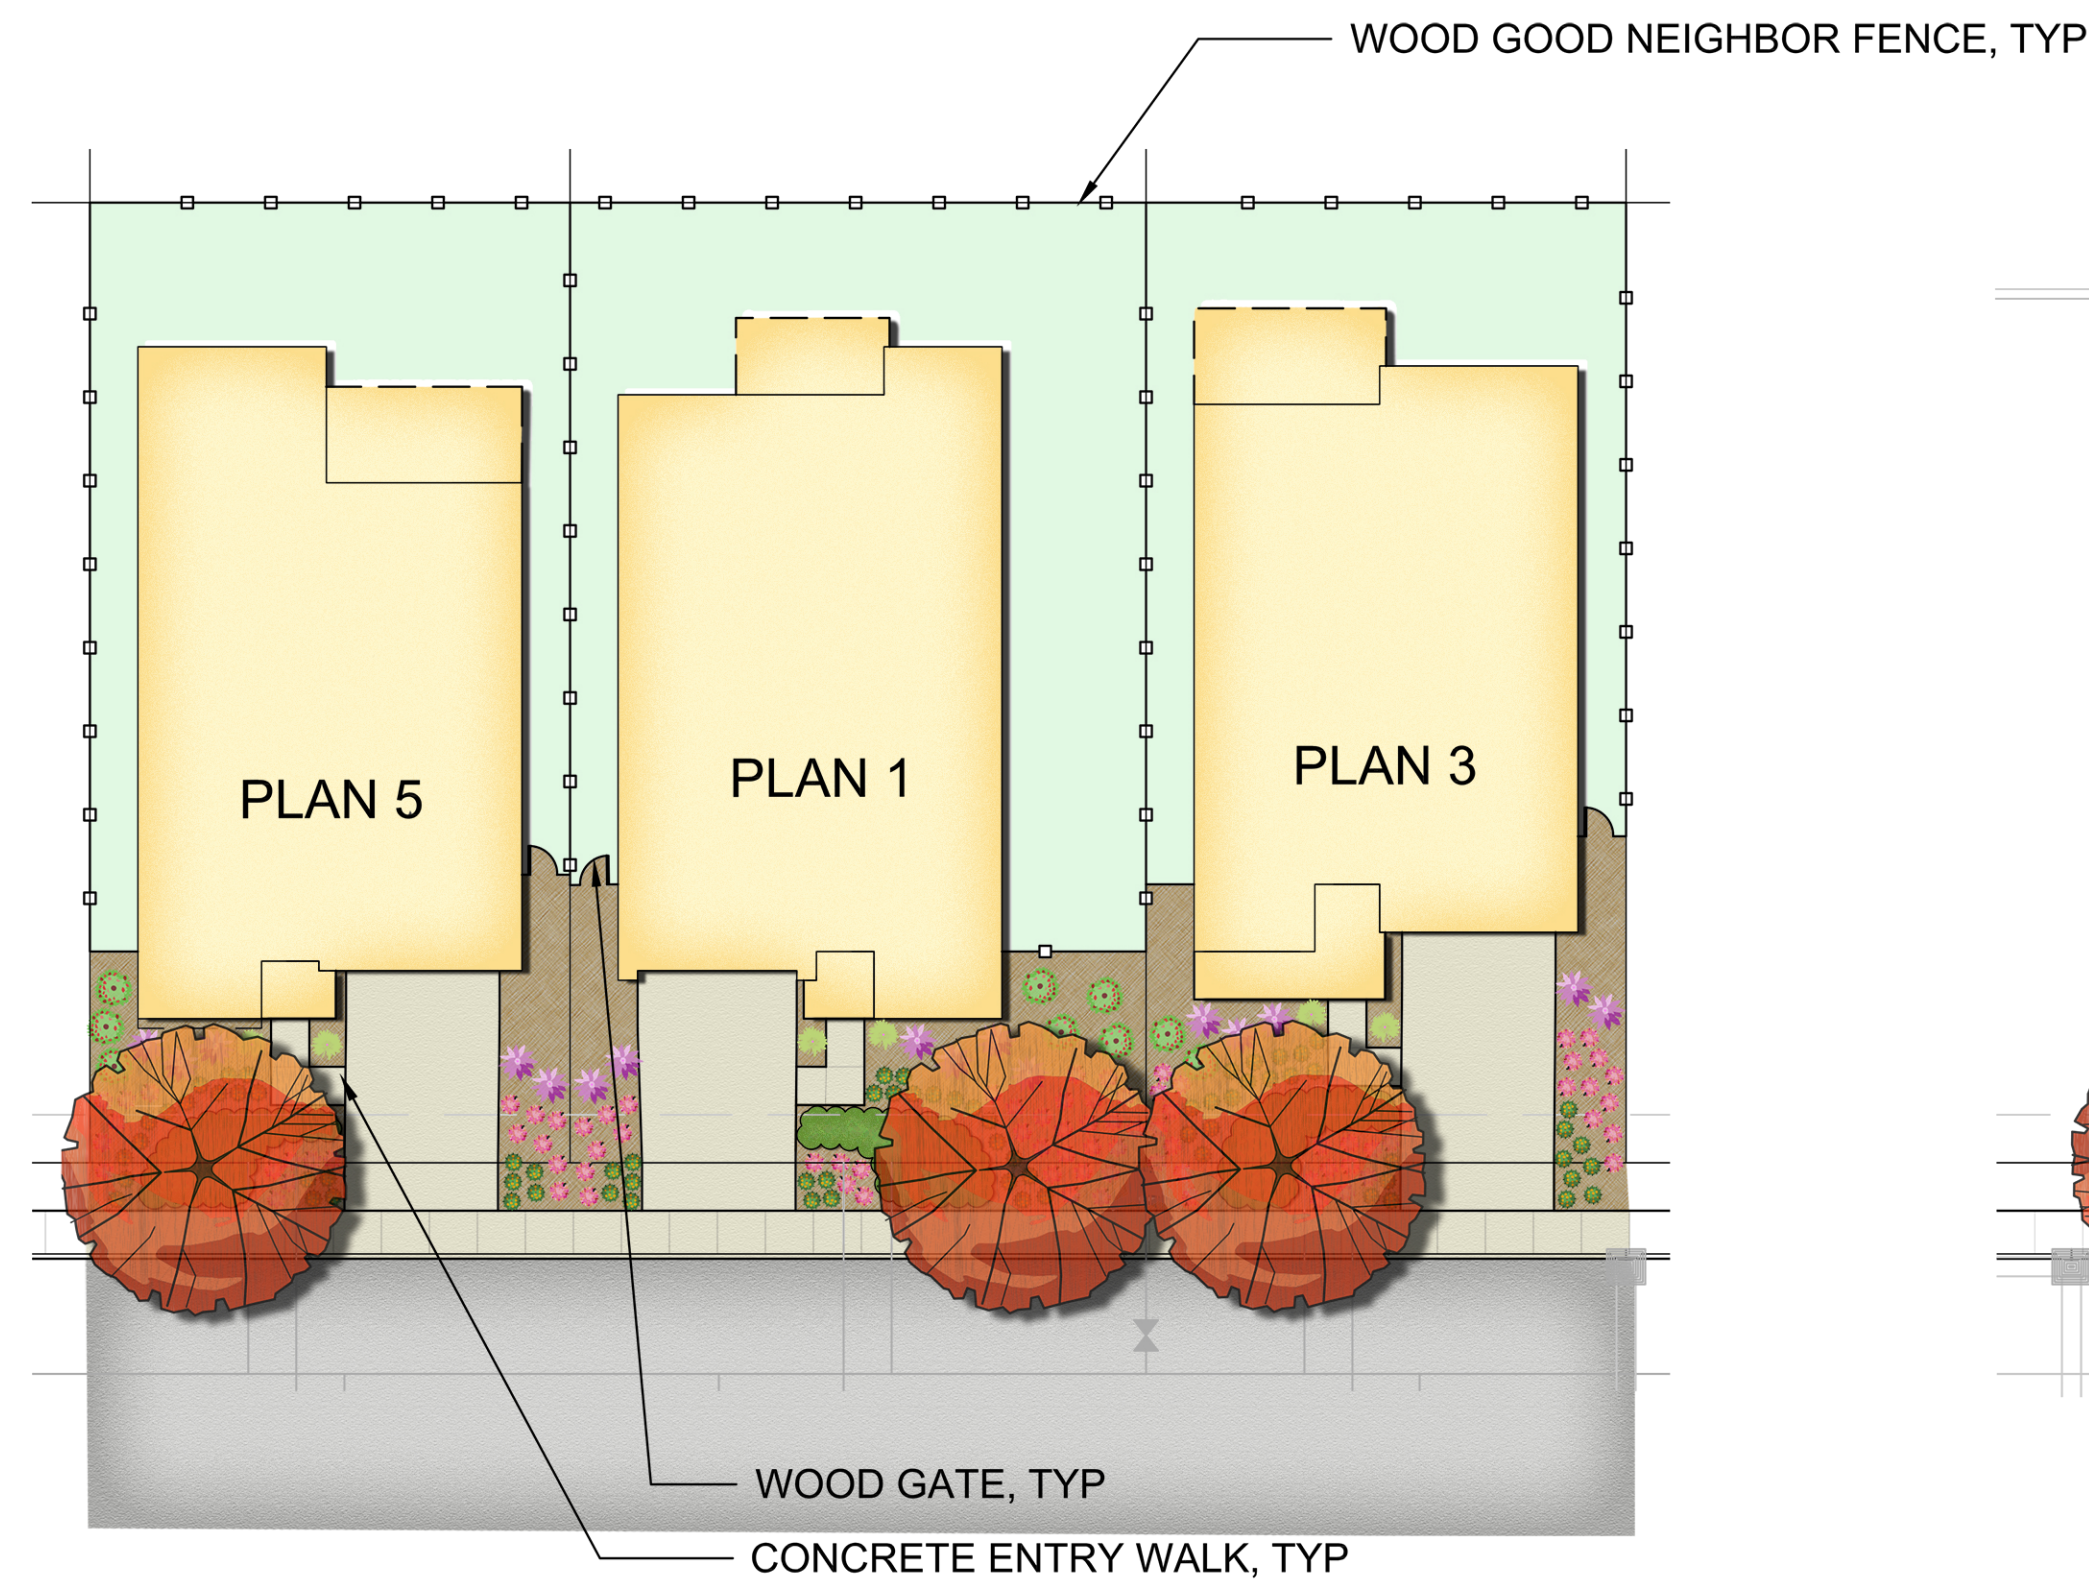 WOOD GOOD NEIGHBOR FENCE, TYP
PLAN 5
PLAN 1
PLAN 3
WOOD GATE, TYP
CONCRETE ENTRY WALK, TYP